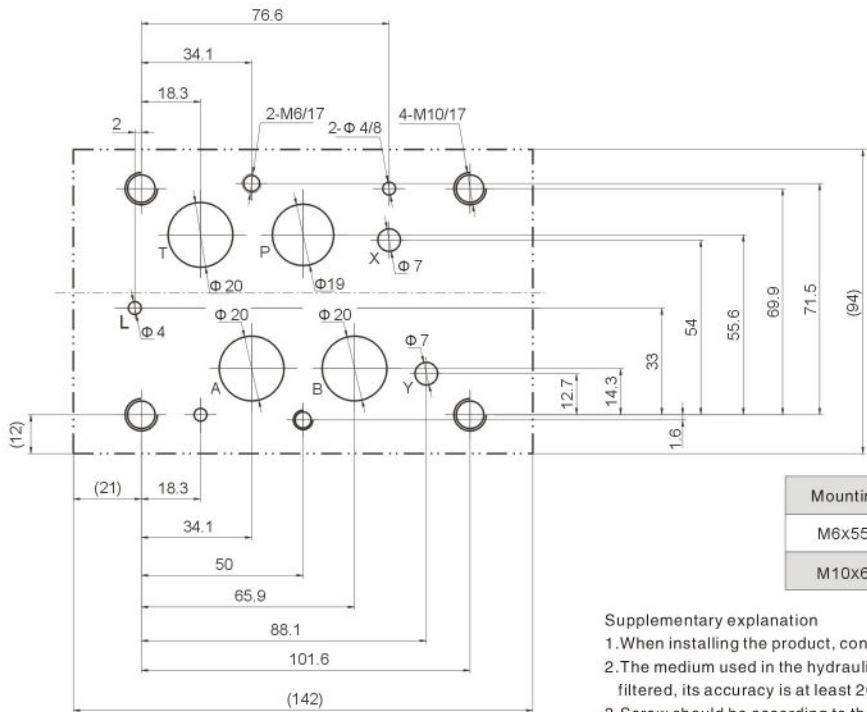 76.6
34.1
18.3
2
2-M6/17
2-Φ 4/8
4-M10/17
T
P
X
Φ 7
Φ 20
Φ19
L
Φ 4
Φ 20
Φ 20
Φ 7
A
B
Y
12.7
14.3
33
54
55.6
69.9
71.5
(94)
1.6
(12)
(21)
18.3
34.1
50
65.9
88.1
101.6
(142)
M6x55
M10x6
Supplementary explanation
1.When installing the product, con
2.The medium used in the hydrauli
filtered, its accuracy is at least